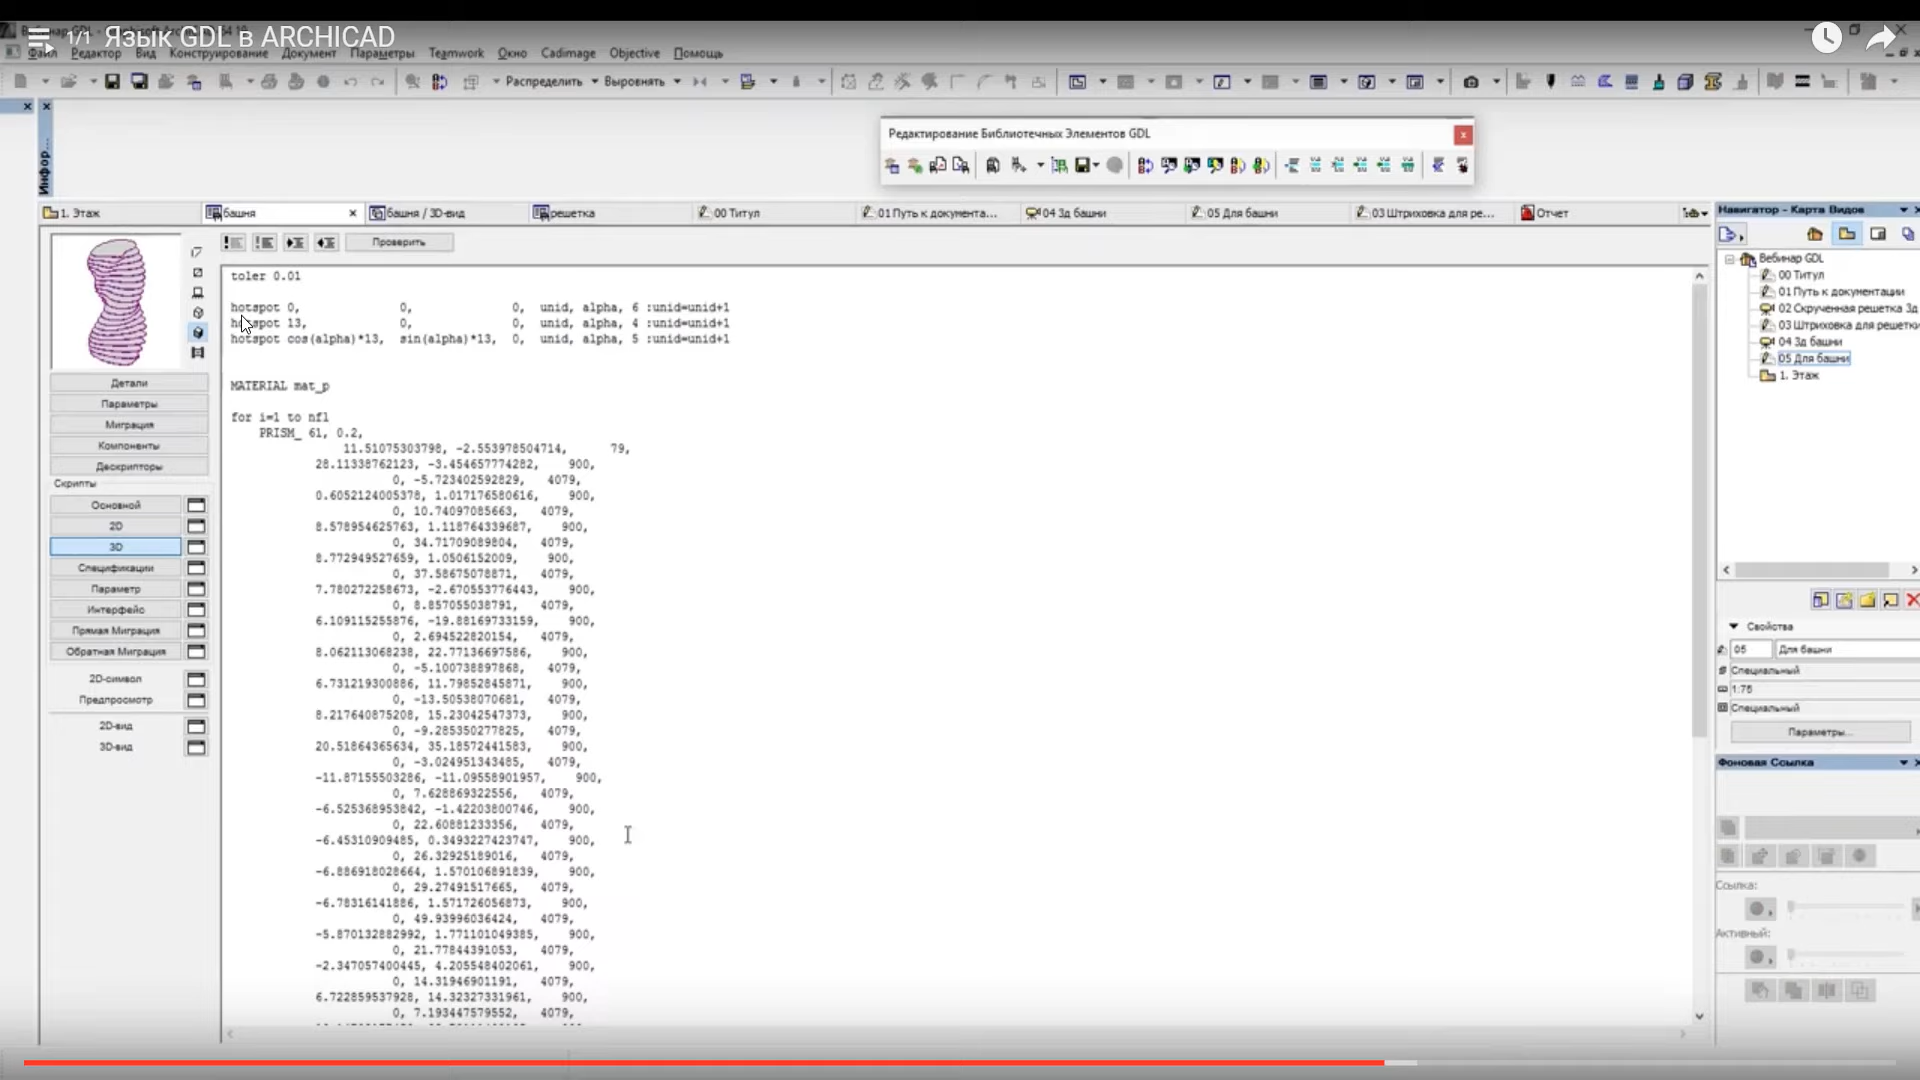 1/1 Язык GDL в ARCHICAD
Файл Редактор Вид Конструирование Документ Параметры Teamwork Окно Cadimage Objective Помощь
Распределить Выровнять
Редактирование Библиотечных Элементов GDL
Инфор...
1. Этаж
башня
башня / 3D-вид
решетка
00 Титул
01 Путь к документа...
04 3д башни
05 Для башни
03 Штриховка для ре...
Отчет
Проверить
Детали
Параметры
Миграция
Компоненты
Дескрипторы
Скрипты
Основной
2D
3D
Спецификации
Параметр
Интерфейс
Прямая Миграция
Обратная Миграция
2D-символ
Предпросмотр
2D-вид
3D-вид
toler 0.01
hotspot 0, 0, 0, unid, alpha, 6 :unid=unid+1
hotspot 13, 0, 0, unid, alpha, 4 :unid=unid+1
hotspot cos(alpha)*13, sin(alpha)*13, 0, unid, alpha, 5 :unid=unid+1
MATERIAL mat_p
for i=1 to nfl
PRISM_ 61, 0.2,
11.51075303798, -2.553978504714, 79,
28.11338762123, -3.454657774282, 900,
0, -5.723402592829, 4079,
0.6052124005378, 1.017176580616, 900,
0, 10.74097085663, 4079,
8.578954625763, 1.118764339687, 900,
0, 34.71709089804, 4079,
8.772949527659, 1.0506152009, 900,
0, 37.58675078871, 4079,
7.780272258673, -2.670553776443, 900,
0, 8.857055038791, 4079,
6.109115255876, -19.88169733159, 900,
0, 2.694522820154, 4079,
8.062113068238, 22.77136697586, 900,
0, -5.100738897868, 4079,
6.731219300886, 11.79852845871, 900,
0, -13.50538070681, 4079,
8.217640875208, 15.23042547373, 900,
0, -9.285350277825, 4079,
20.51864365634, 35.18572441583, 900,
0, -3.024951343485, 4079,
-11.87155503286, -11.09558901957, 900,
0, 7.628869322556, 4079,
-6.525368953842, -1.42203800746, 900,
0, 22.60881233356, 4079,
-6.45310909485, 0.3493227423747, 900,
0, 26.32925189016, 4079,
-6.886918028664, 1.570106891839, 900,
0, 29.27491517665, 4079,
-6.78316141886, 1.571726056873, 900,
0, 49.93996036424, 4079,
-5.870132882992, 1.771101049385, 900,
0, 21.77844391053, 4079,
-2.347057400445, 4.205548402061, 900,
0, 14.31946901191, 4079,
6.722859537928, 14.32327331961, 900,
0, 7.193447579552, 4079,
Навигатор - Карта Видов
Вебинар GDL
00 Титул
01 Путь к документации
02 Скрученная решетка 3д
03 Штриховка для решетки
04 3д башни
05 Для башни
1. Этаж
Свойства
05 Для башни
Специальный
1:75
Специальный
Параметры...
Фоновая Ссылка
Ссылка:
Активный: